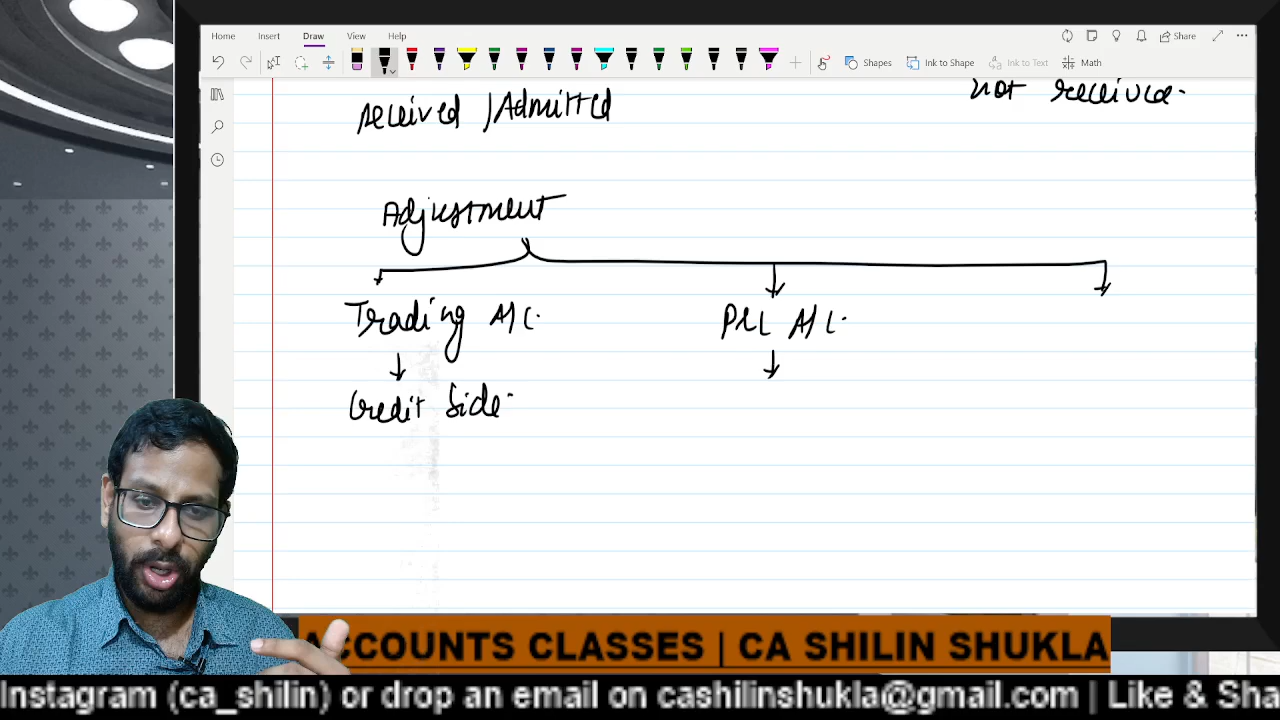 Home Insert Draw View Help Share
Shapes Ink to Shape Ink to Text Math
not received.
received / Admitted
Adjustment
Trading A/c. P&L A/c.
Credit Side.
ACCOUNTS CLASSES | CA SHILIN SHUKLA
Instagram (ca_shilin) or drop an email on cashilinshukla@gmail.com | Like & Sha